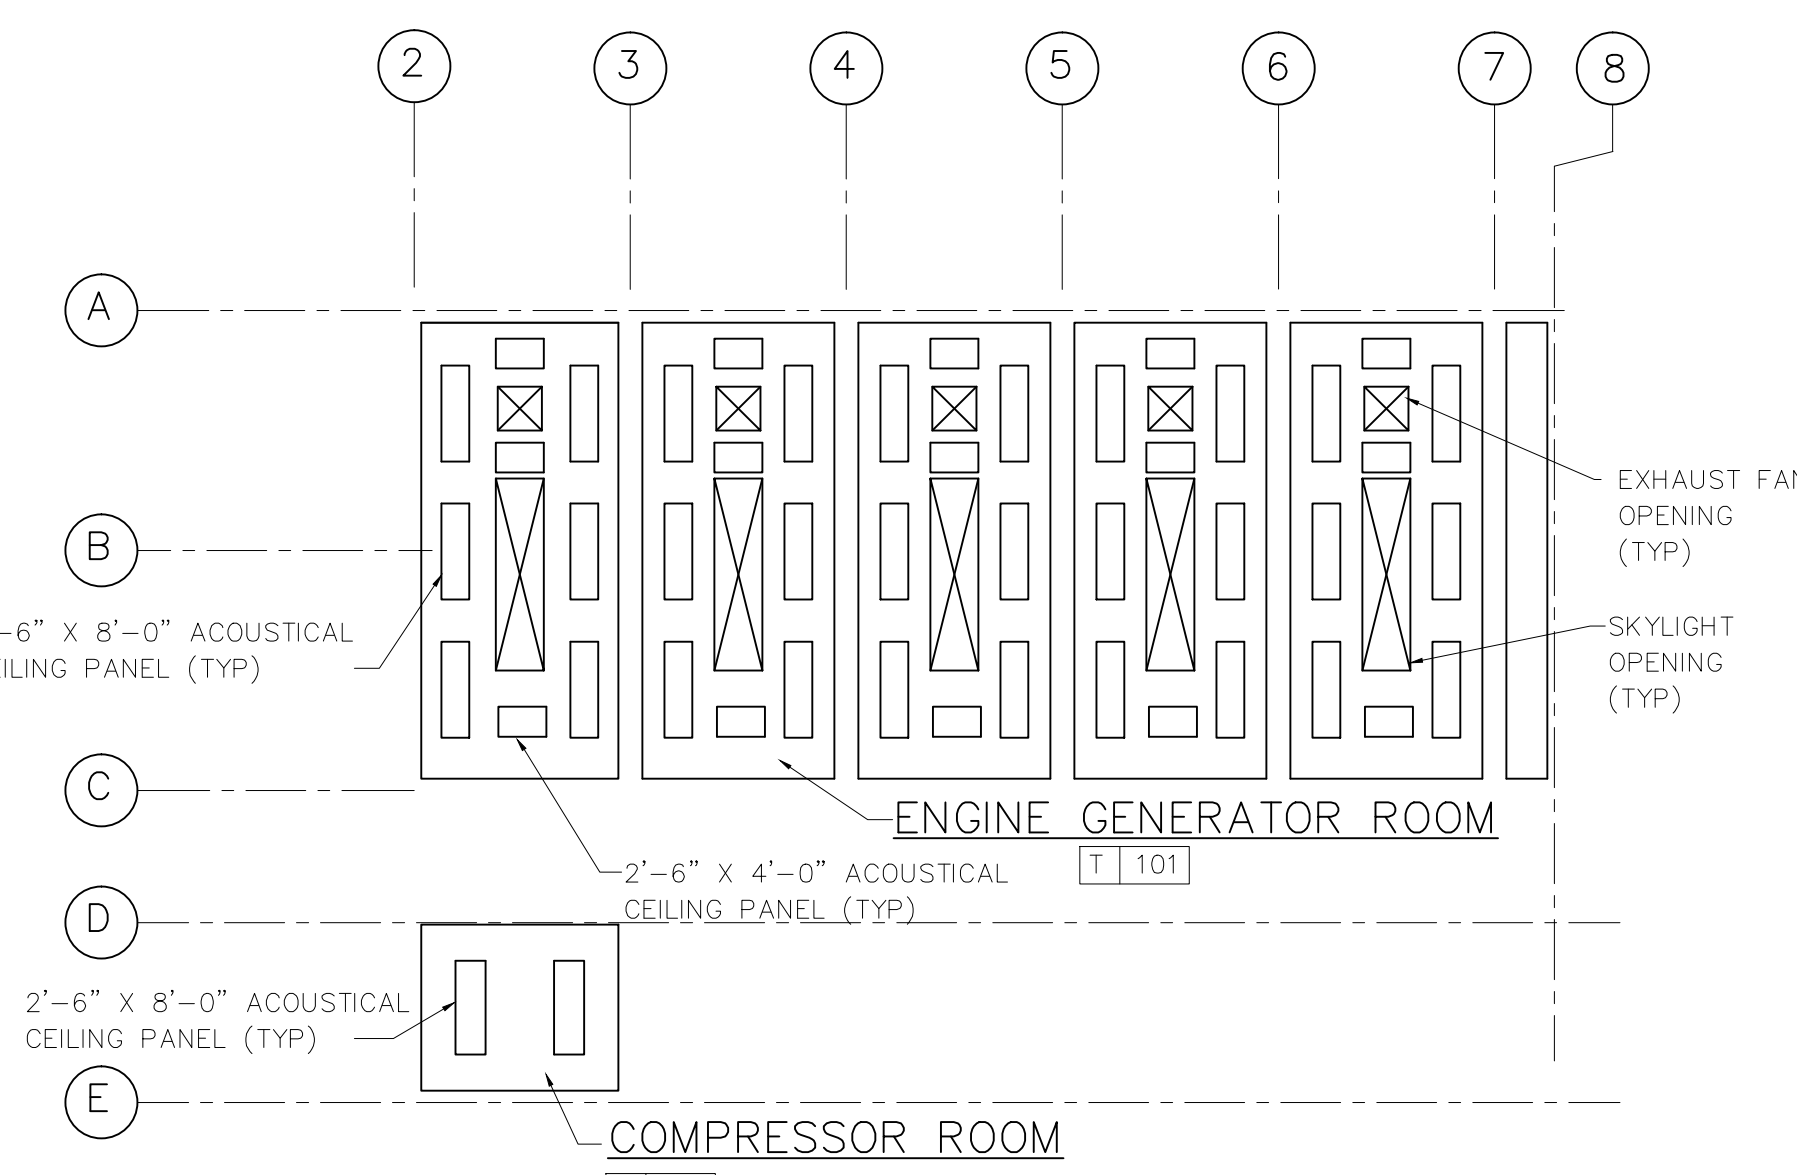 2 3 4 5 6 7 8
A
EXHAUST FAN
OPENING
(TYP)
B
-6" X 8'-0" ACOUSTICAL
EILING PANEL (TYP)
SKYLIGHT
OPENING
(TYP)
C
ENGINE GENERATOR ROOM
T 101
2'-6" X 4'-0" ACOUSTICAL
CEILING PANEL (TYP)
D
2'-6" X 8'-0" ACOUSTICAL
CEILING PANEL (TYP)
E
COMPRESSOR ROOM